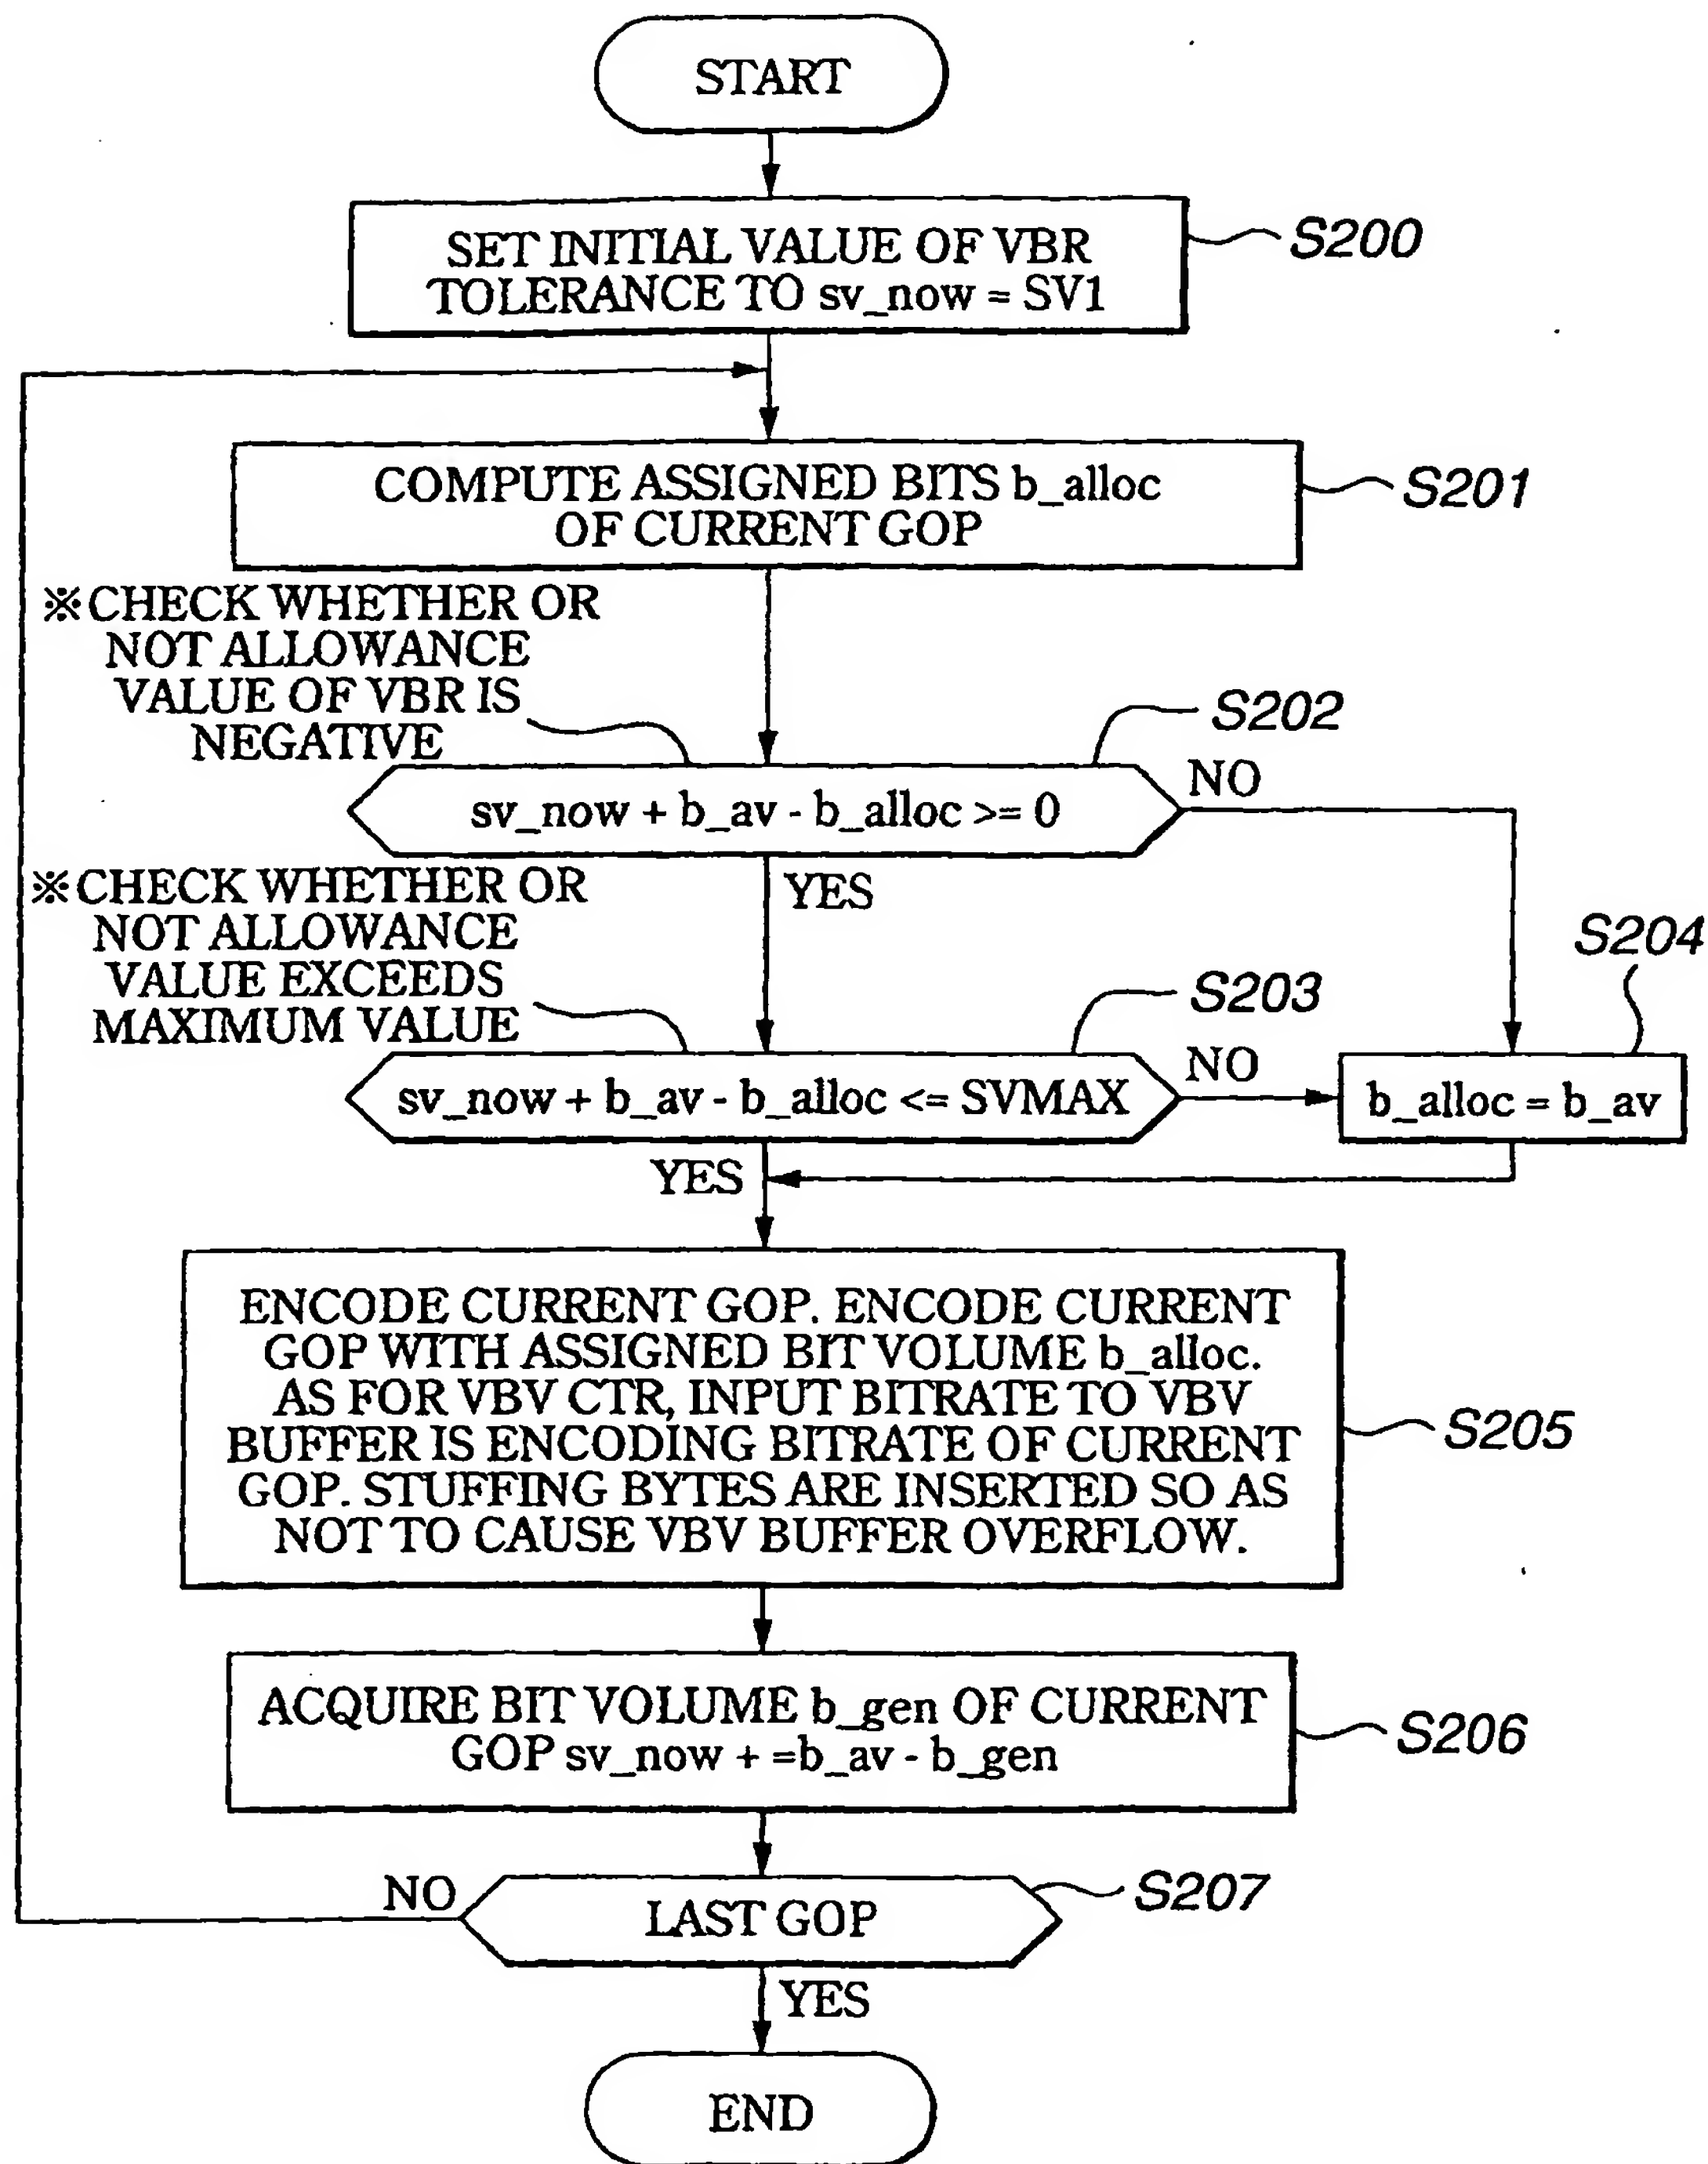 START
SET INITIAL VALUE OF VBR
TOLERANCE TO sv_now = SV1
S200
COMPUTE ASSIGNED BITS b_alloc
OF CURRENT GOP
S201
※CHECK WHETHER OR
NOT ALLOWANCE
VALUE OF VBR IS
NEGATIVE
S202
sv_now + b_av - b_alloc >= 0
NO
YES
※CHECK WHETHER OR
NOT ALLOWANCE
VALUE EXCEEDS
MAXIMUM VALUE
S203
sv_now + b_av - b_alloc <= SVMAX
NO
S204
b_alloc = b_av
YES
ENCODE CURRENT GOP. ENCODE CURRENT
GOP WITH ASSIGNED BIT VOLUME b_alloc.
AS FOR VBV CTR, INPUT BITRATE TO VBV
BUFFER IS ENCODING BITRATE OF CURRENT
GOP. STUFFING BYTES ARE INSERTED SO AS
NOT TO CAUSE VBV BUFFER OVERFLOW.
S205
ACQUIRE BIT VOLUME b_gen OF CURRENT
GOP sv_now + =b_av - b_gen
S206
NO
LAST GOP
S207
YES
END